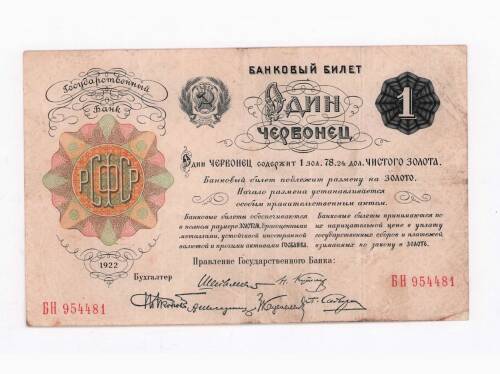 Государственный
Банк
БАНКОВЫЙ БИЛЕТ
ОДИН
ЧЕРВОНЕЦ
1
РСФСР
Один ЧЕРВОНЕЦ содержит 1 зол. 78,24 дол. ЧИСТОГО ЗОЛОТА.
Банковый билет подлежит размену на ЗОЛОТО.
Начало размена устанавливается
особым правительственным актом.
Банковые билеты обеспечиваются
в полном размере ЗОЛОТОМ, драгоценными
металлами, устойчивой иностранной
валютой и прочими активами ГОСБАНКА.
Банковые билеты принимаются по
их нарицательной цене в уплату
государственных сборов и платежей,
взимаемых по закону в ЗОЛОТЕ.
1922
Правление Государственного Банка:
Бухгалтер
БН 954481
БН 954481